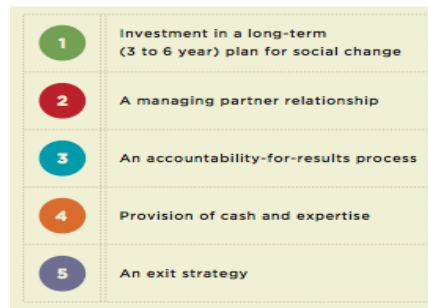 1
Investment in a long-term
(3 to 6 year) plan for social change
2
A managing partner relationship
3
An accountability-for-results process
4
Provision of cash and expertise
5
An exit strategy